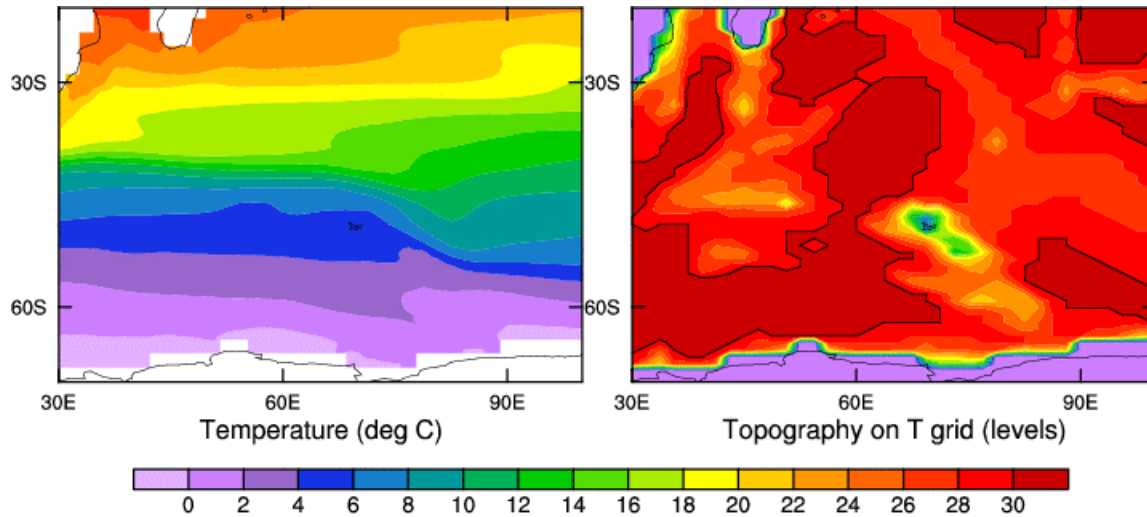 30S 30S
60S 60S
30E 60E 90E 30E 60E 90E
Temperature (deg C) Topography on T grid (levels)
0 2 4 6 8 10 12 14 16 18 20 22 24 26 28 30